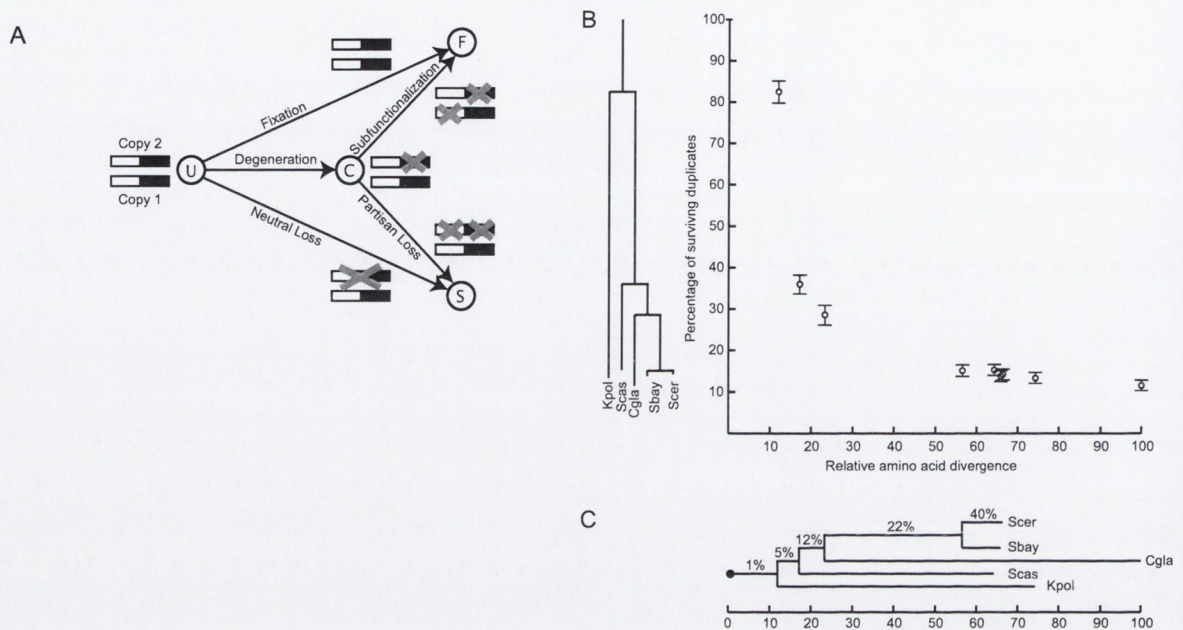 A
Copy 2
Copy 1
U
Fixation
Degeneration
Neutral Loss
C
Subfunctionalization
Partisan Loss
F
S
B
Kpol
Scas
Cgla
Sbay
Scer
Percentage of survivng duplicates
100
90
80
70
60
50
40
30
20
10
10 20 30 40 50 60 70 80 90 100
Relative amino acid divergence
C
1%
5%
12%
22%
40%
Scer
Sbay
Cgla
Scas
Kpol
0 10 20 30 40 50 60 70 80 90 100